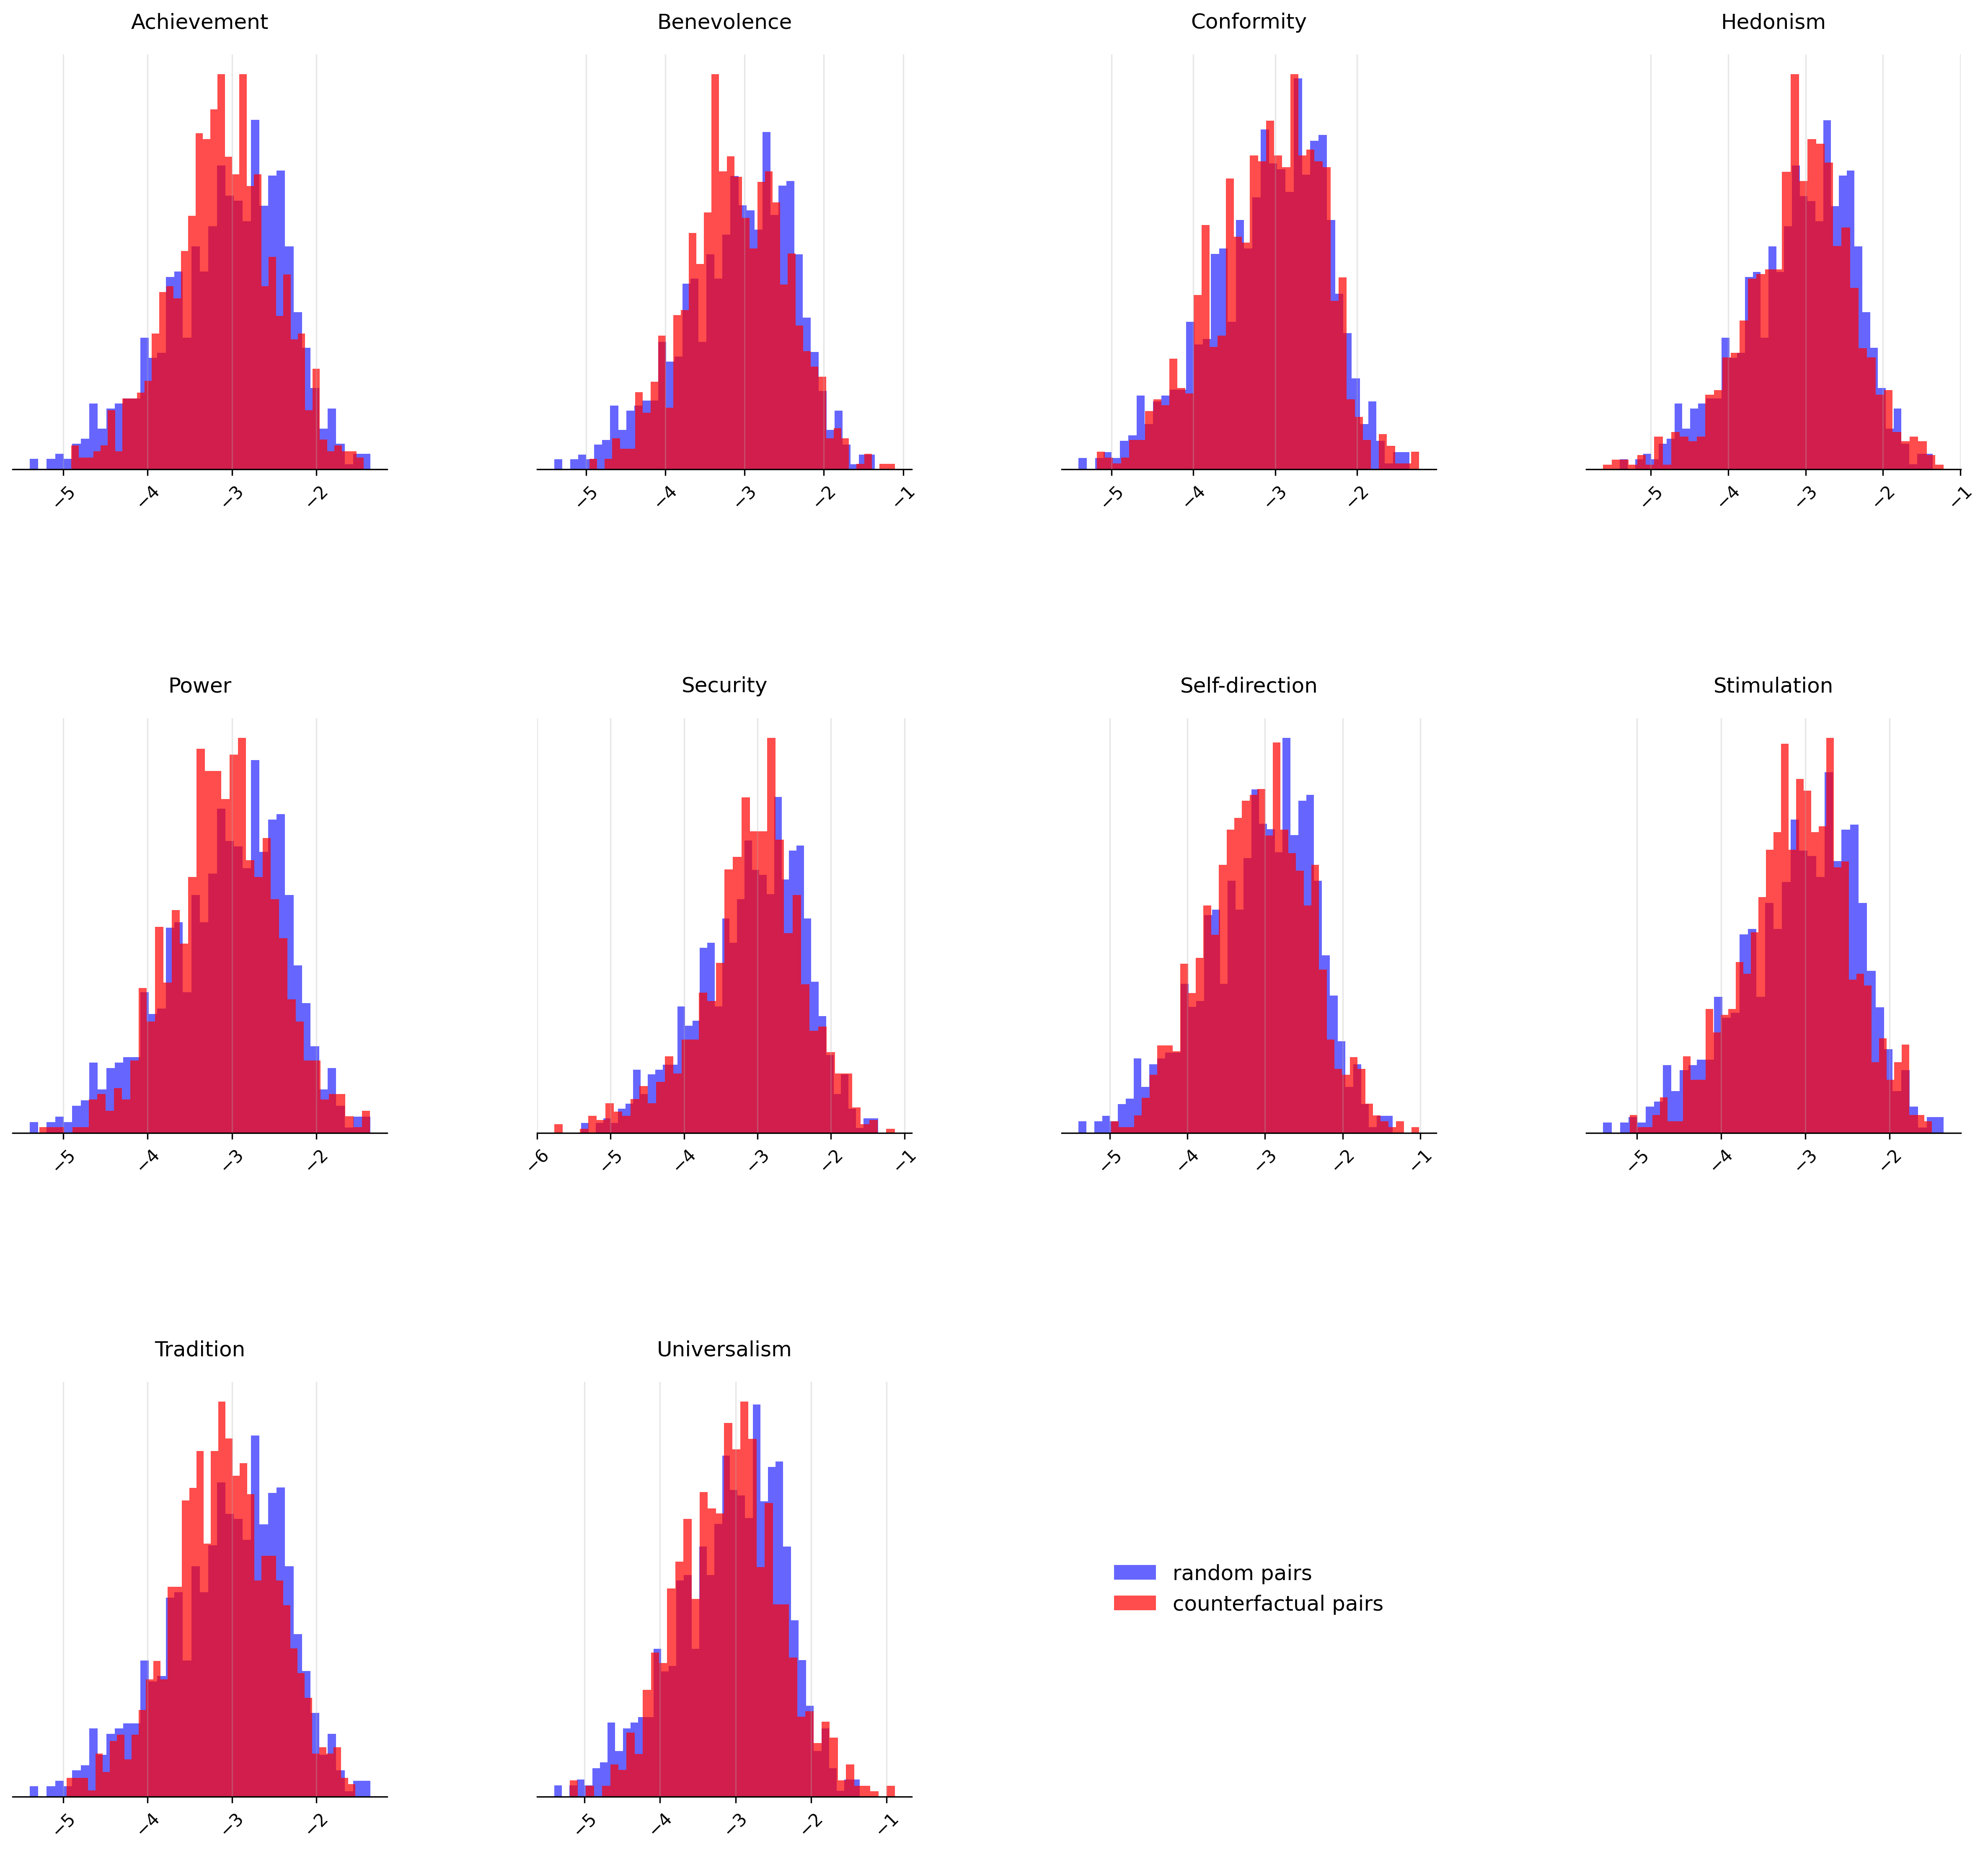 Achievement Benevolence Conformity Hedonism
−5 −4 −3 −2 −5 −4 −3 −2 −1 −5 −4 −3 −2 −5 −4 −3 −2 −1
Power Security Self-direction Stimulation
−5 −4 −3 −2 −6 −5 −4 −3 −2 −1 −5 −4 −3 −2 −1 −5 −4 −3 −2
Tradition Universalism
random pairs
counterfactual pairs
−5 −4 −3 −2 −5 −4 −3 −2 −1